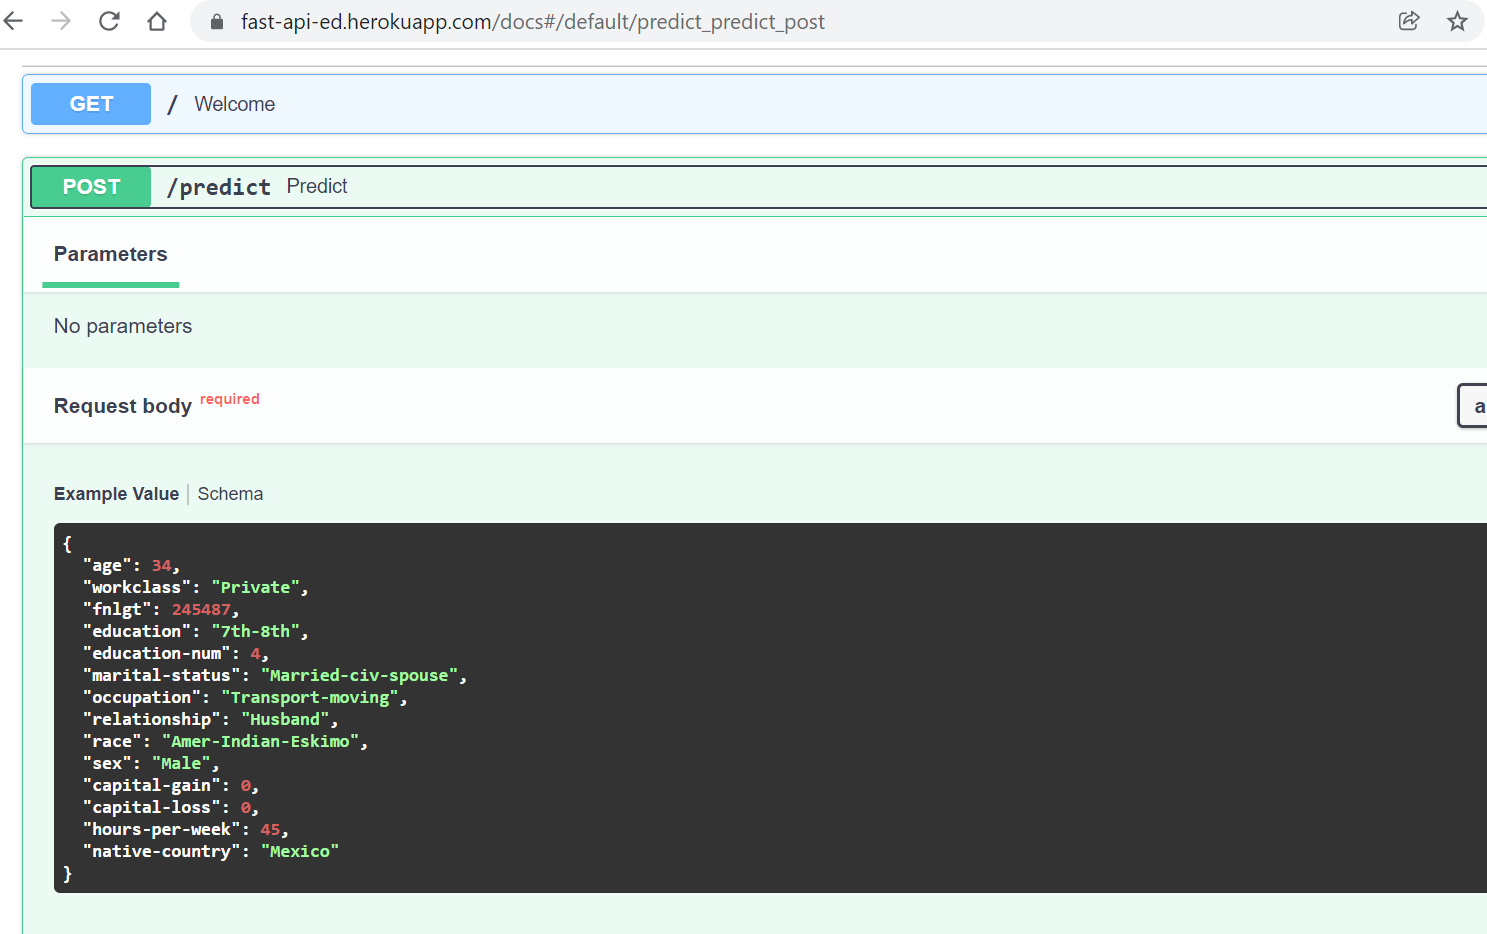 fast-api-ed.herokuapp.com/docs#/default/predict_predict_post
GET / Welcome
POST /predict Predict
Parameters
No parameters
Request body required
a
Example Value | Schema
{
"age": 34,
"workclass": "Private",
"fnlgt": 245487,
"education": "7th-8th",
"education-num": 4,
"marital-status": "Married-civ-spouse",
"occupation": "Transport-moving",
"relationship": "Husband",
"race": "Amer-Indian-Eskimo",
"sex": "Male",
"capital-gain": 0,
"capital-loss": 0,
"hours-per-week": 45,
"native-country": "Mexico"
}